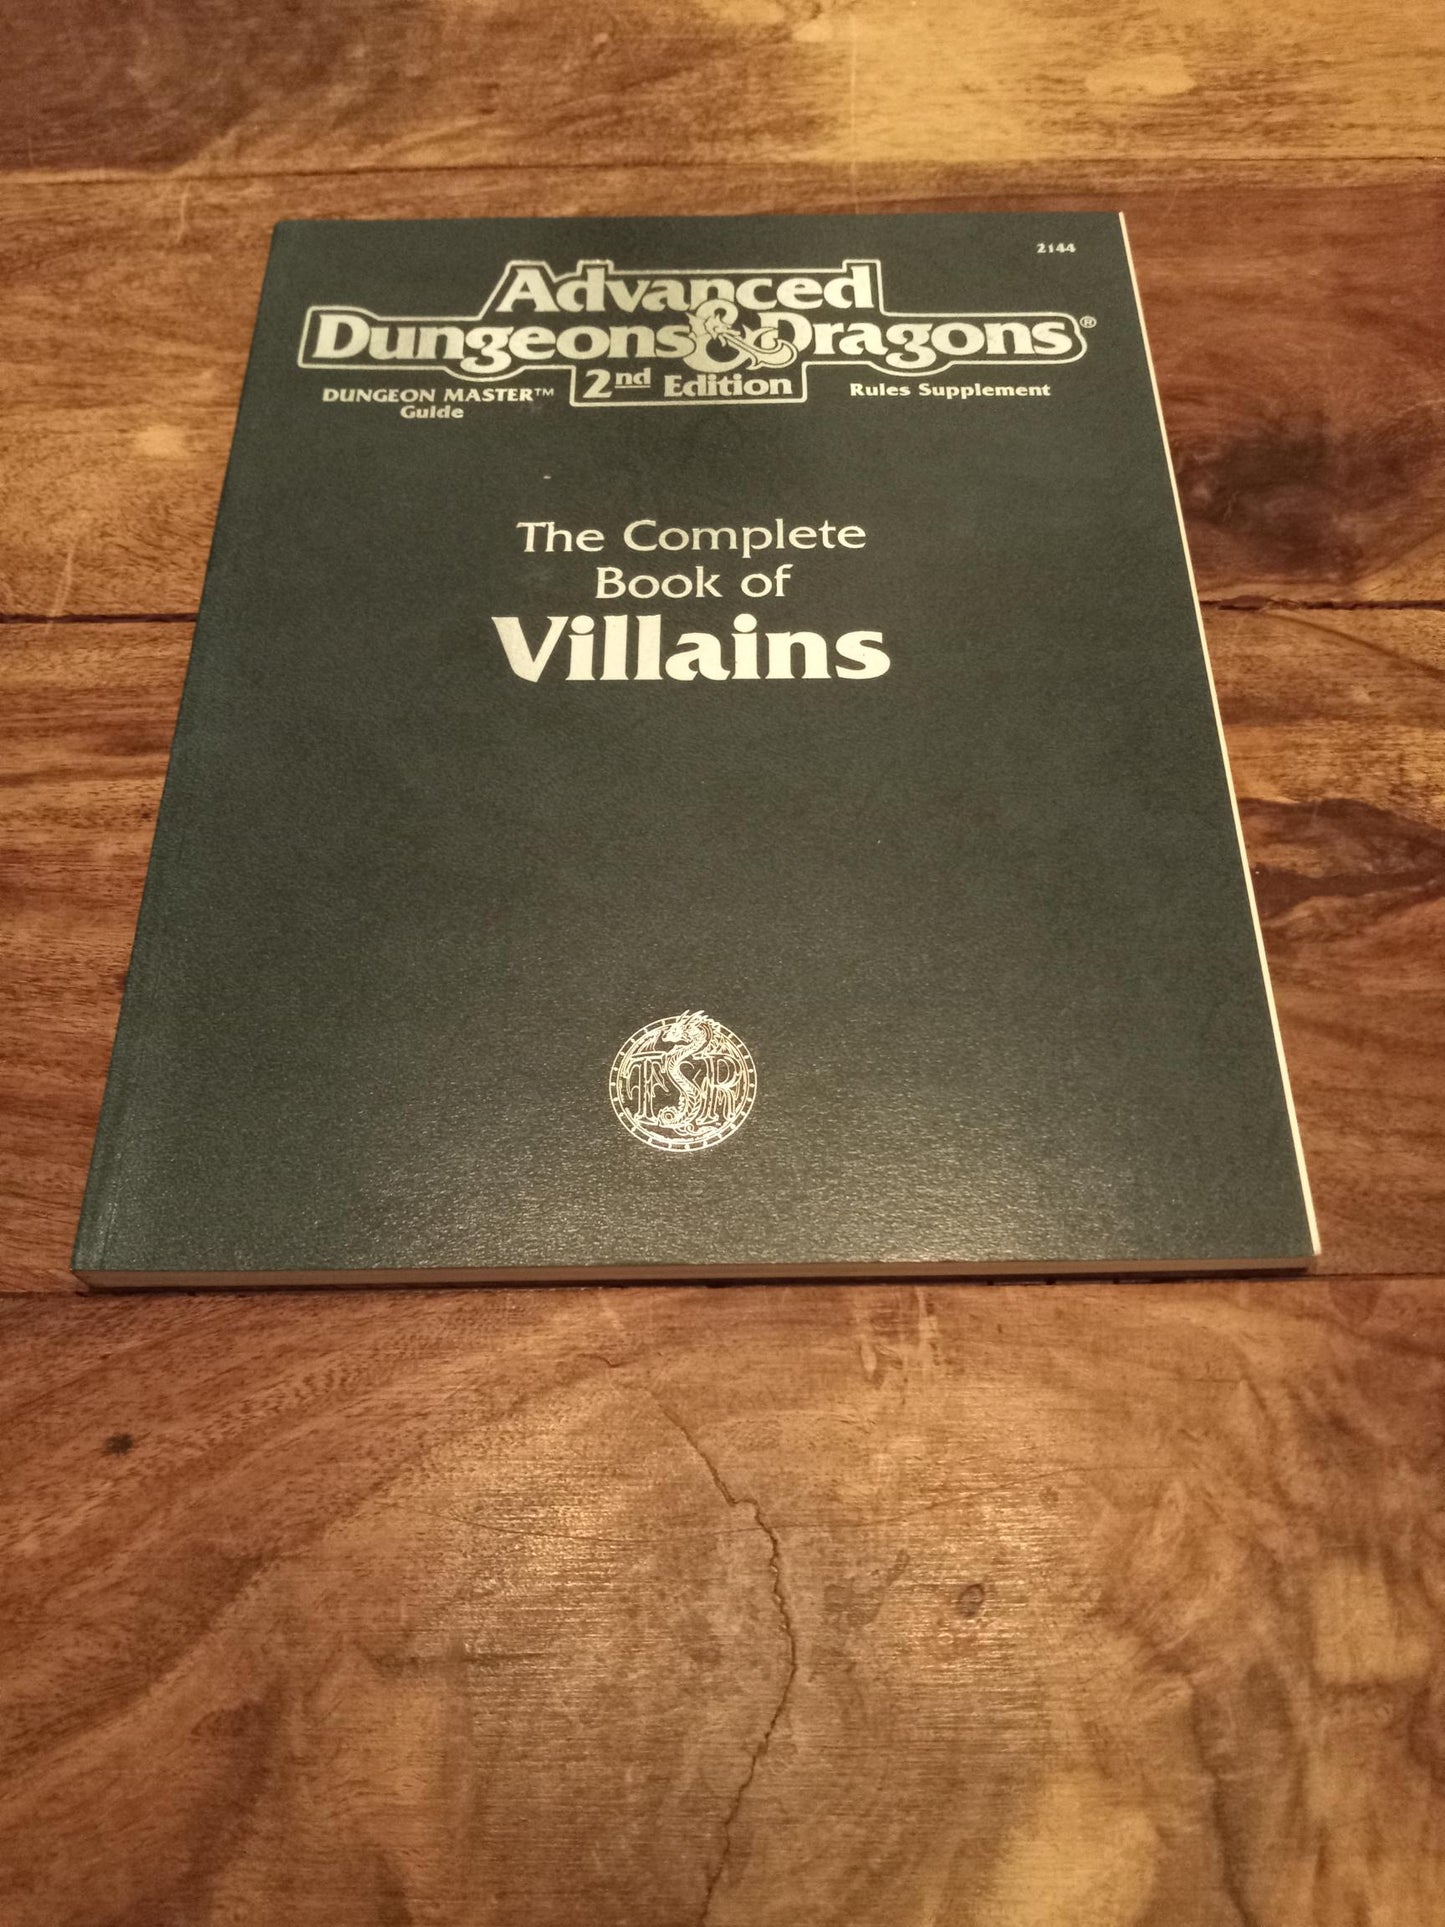 2144
Advanced
Dungeons & Dragons®
2nd Edition
DUNGEON MASTER™
Guide
Rules Supplement
The Complete
Book of
Villains
TSR